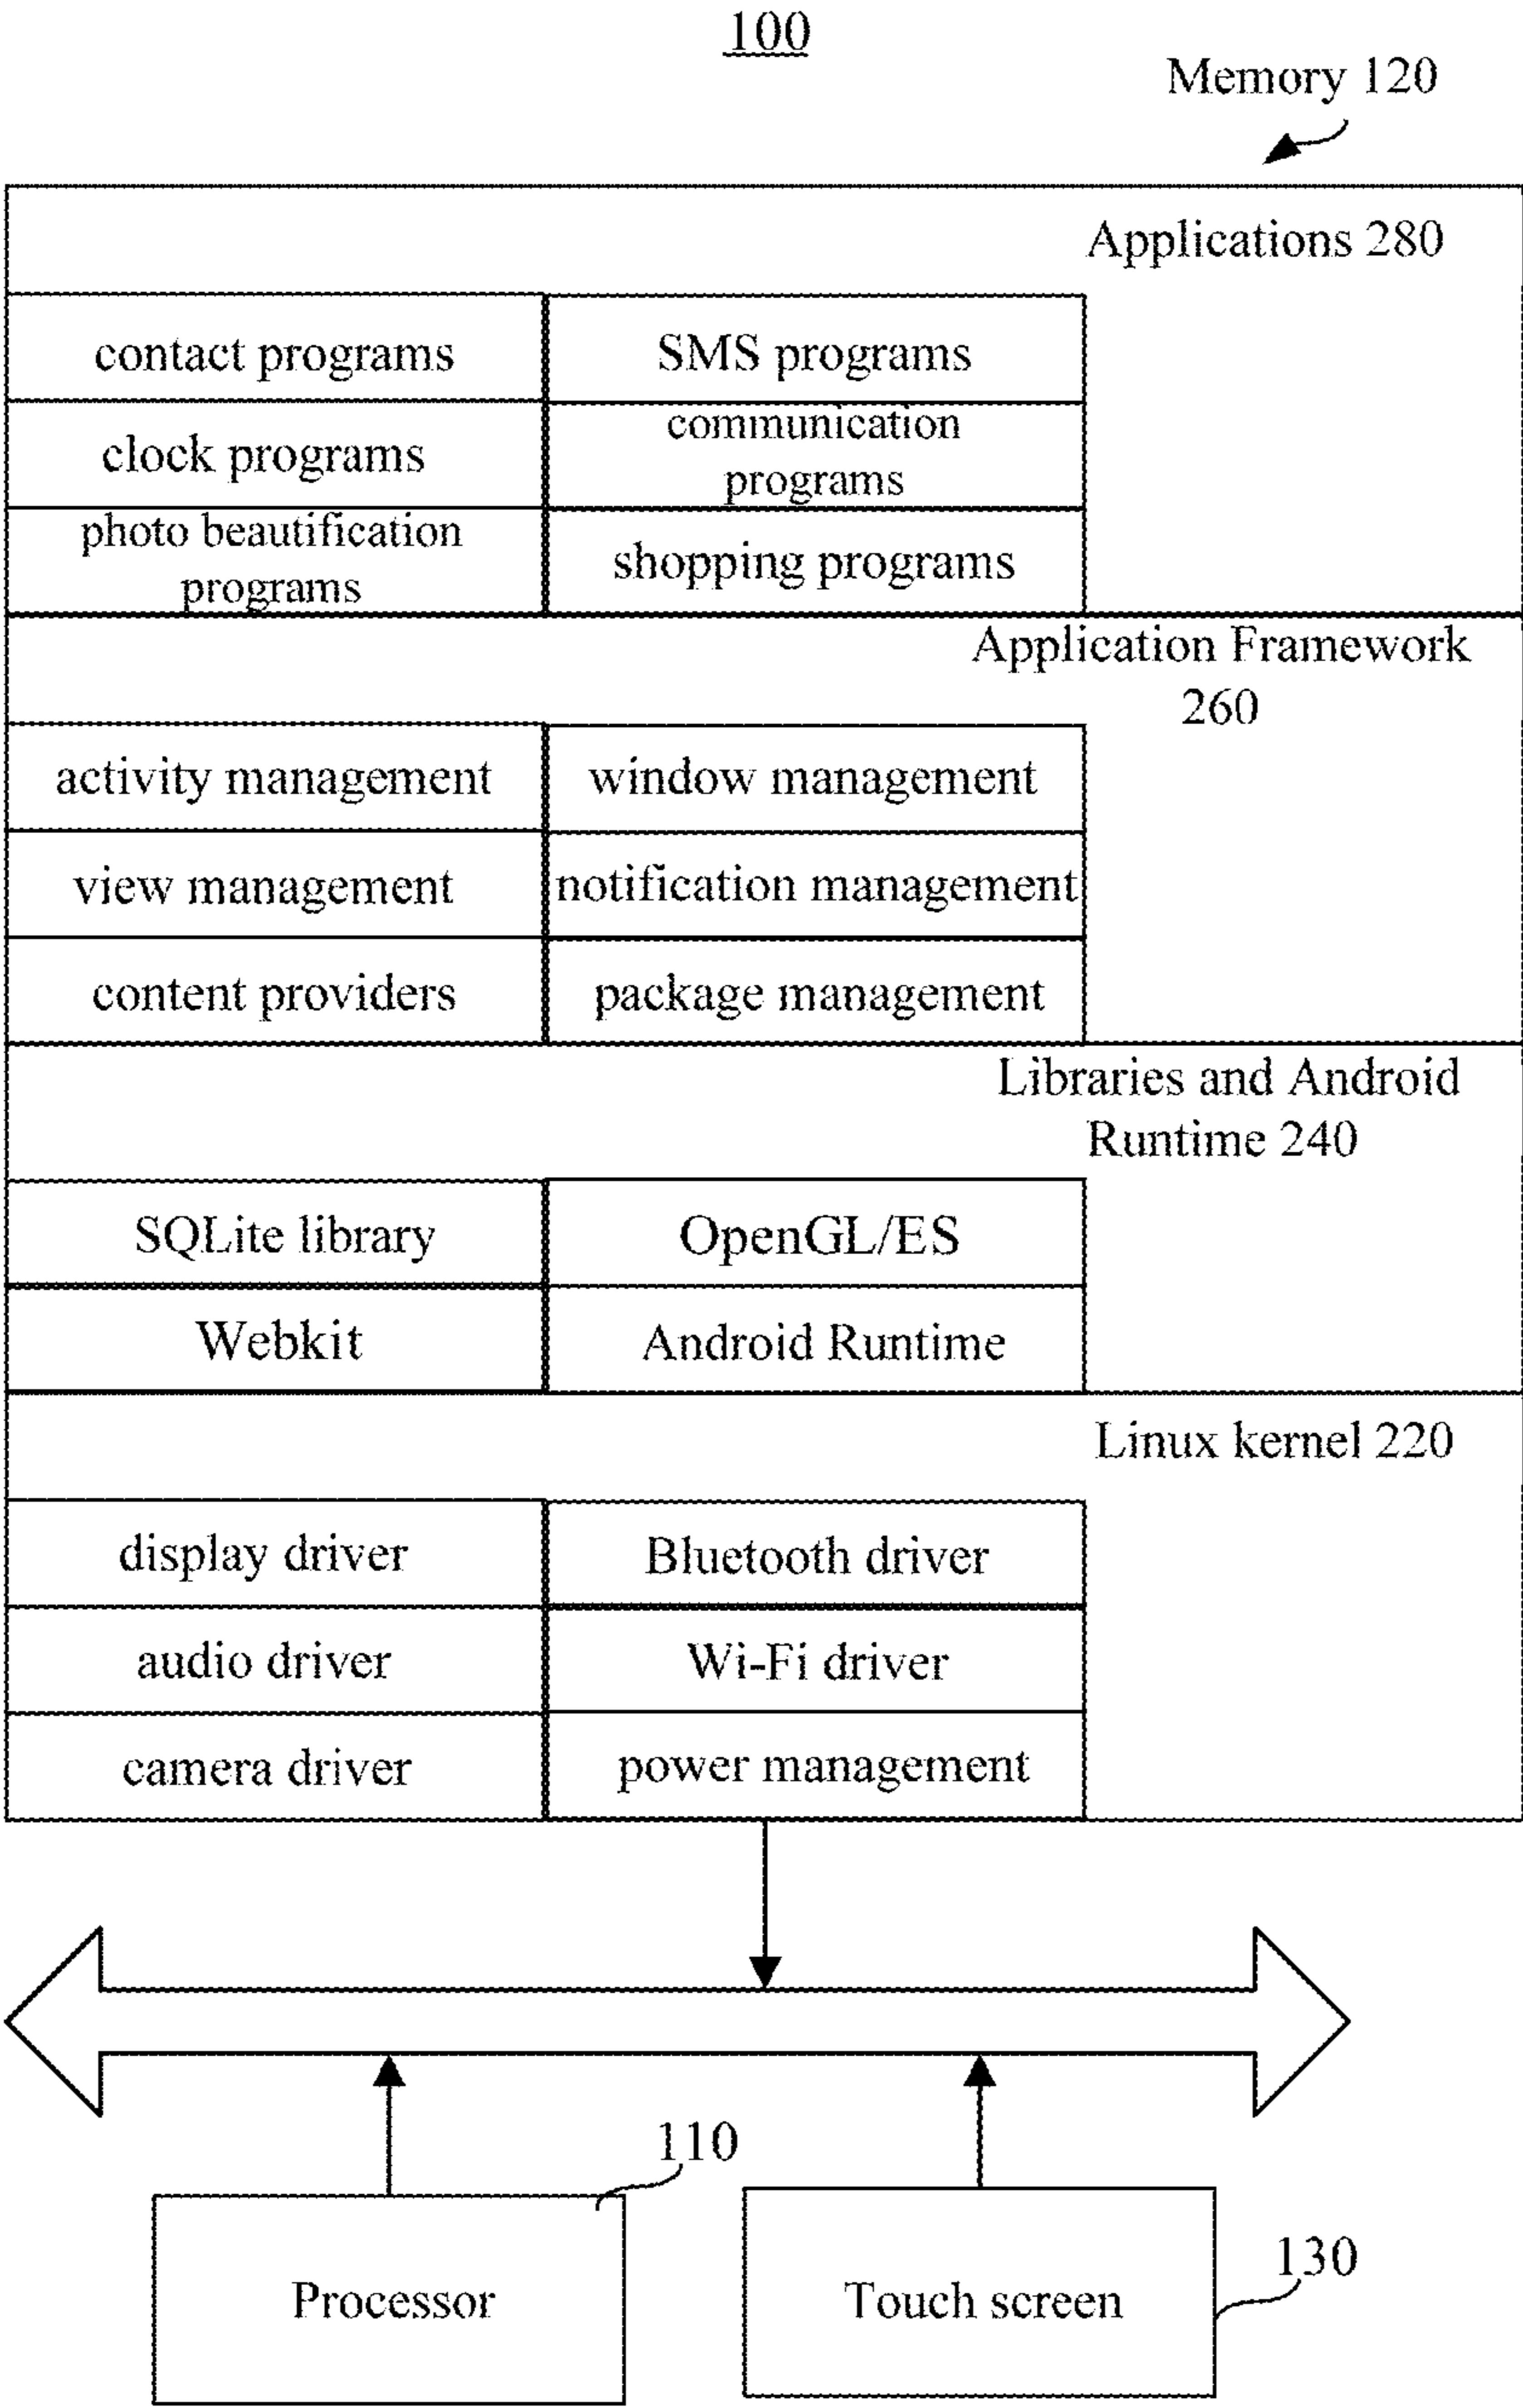 100
Memory 120
Applications 280
contact programs
SMS programs
clock programs
communication
programs
photo beautification
programs
shopping programs
Application Framework
260
activity management
window management
view management
notification management
content providers
package management
Libraries and Android
Runtime 240
SQLite library
OpenGL/ES
Webkit
Android Runtime
Linux kernel 220
display driver
Bluetooth driver
audio driver
Wi-Fi driver
camera driver
power management
110
130
Processor
Touch screen